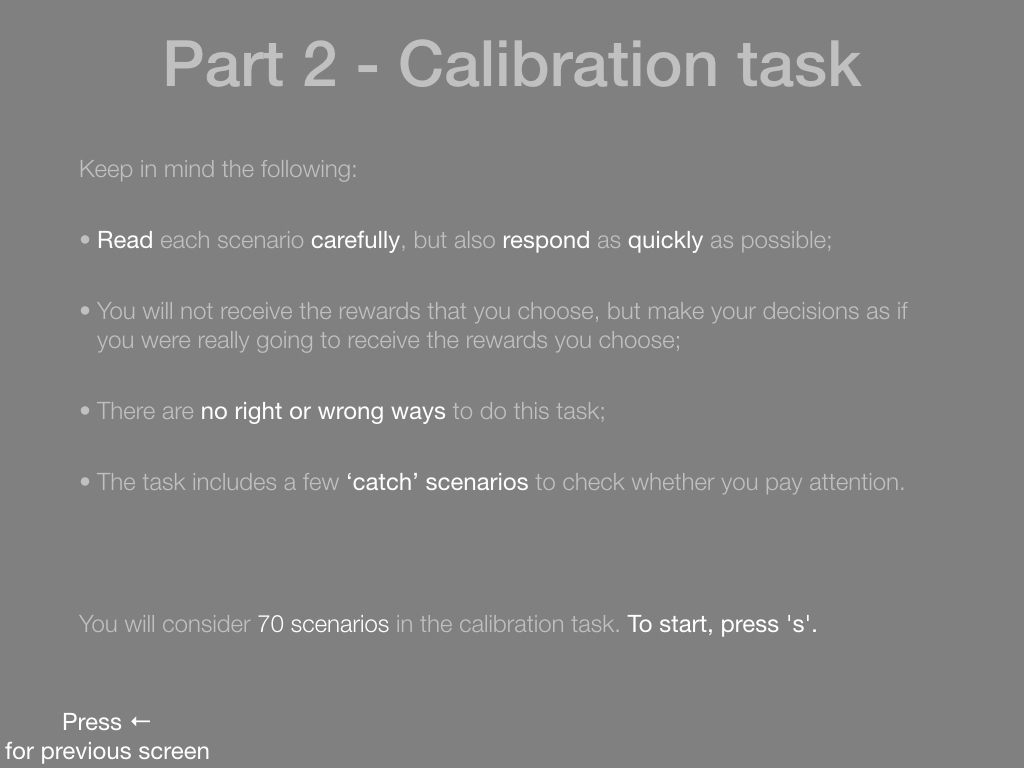 Part 2 - Calibration task
Keep in mind the following:
• Read each scenario carefully, but also respond as quickly as possible;
• You will not receive the rewards that you choose, but make your decisions as if
you were really going to receive the rewards you choose;
• There are no right or wrong ways to do this task;
• The task includes a few ‘catch’ scenarios to check whether you pay attention.
You will consider 70 scenarios in the calibration task. To start, press 's'.
Press ←
for previous screen